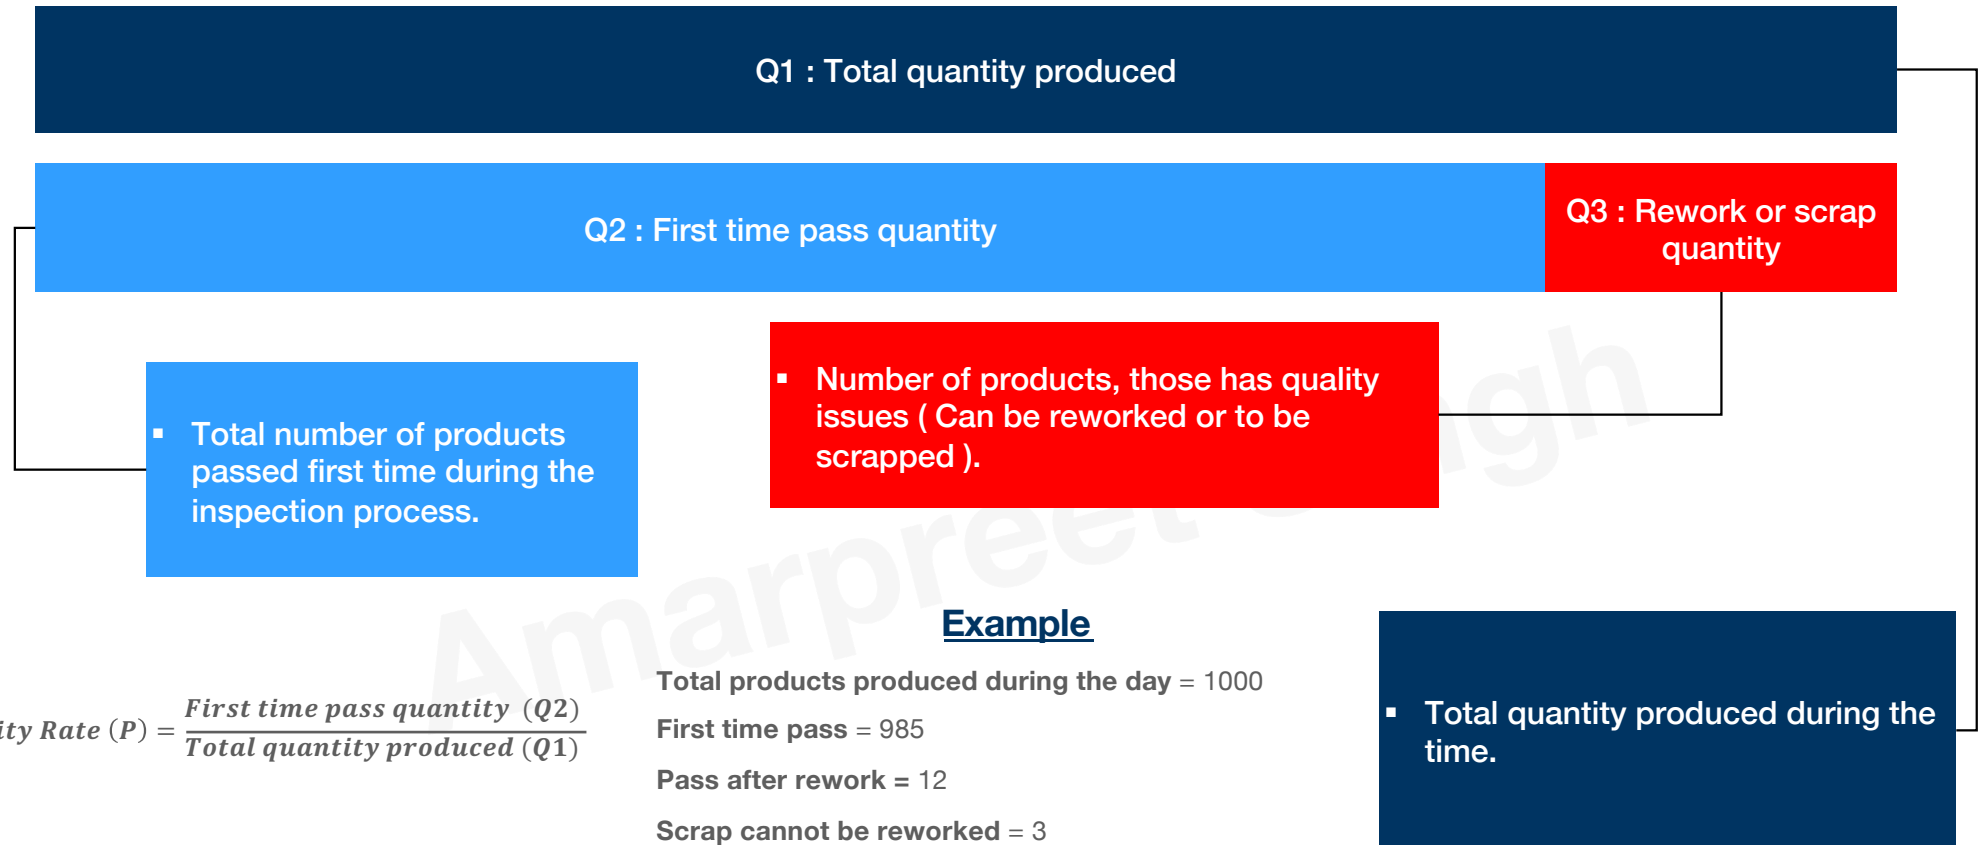 Q1 : Total quantity produced
Q2 : First time pass quantity
Q3 : Rework or scrap
quantity
▪ Number of products, those has quality
issues ( Can be reworked or to be
scrapped ).
▪ Total number of products
passed first time during the
inspection process.
Example
Total products produced during the day = 1000
First time pass = 985
Pass after rework = 12
Scrap cannot be reworked = 3
ity Rate (P) = First time pass quantity (Q2)
Total quantity produced (Q1)
▪ Total quantity produced during the
time.